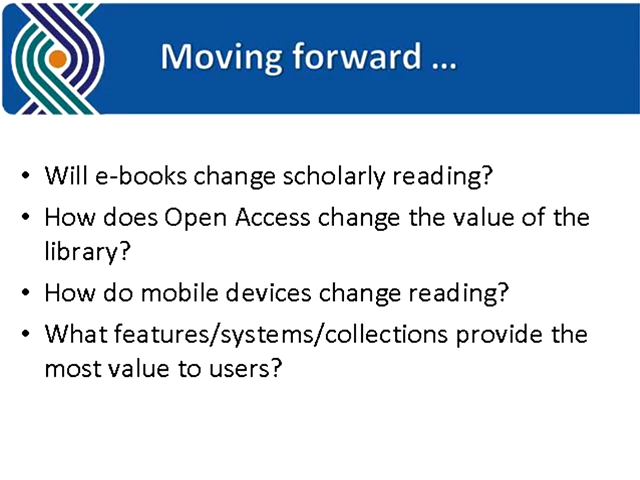 Moving forward ...
• Will e-books change scholarly reading?
• How does Open Access change the value of the
library?
• How do mobile devices change reading?
• What features/systems/collections provide the
most value to users?